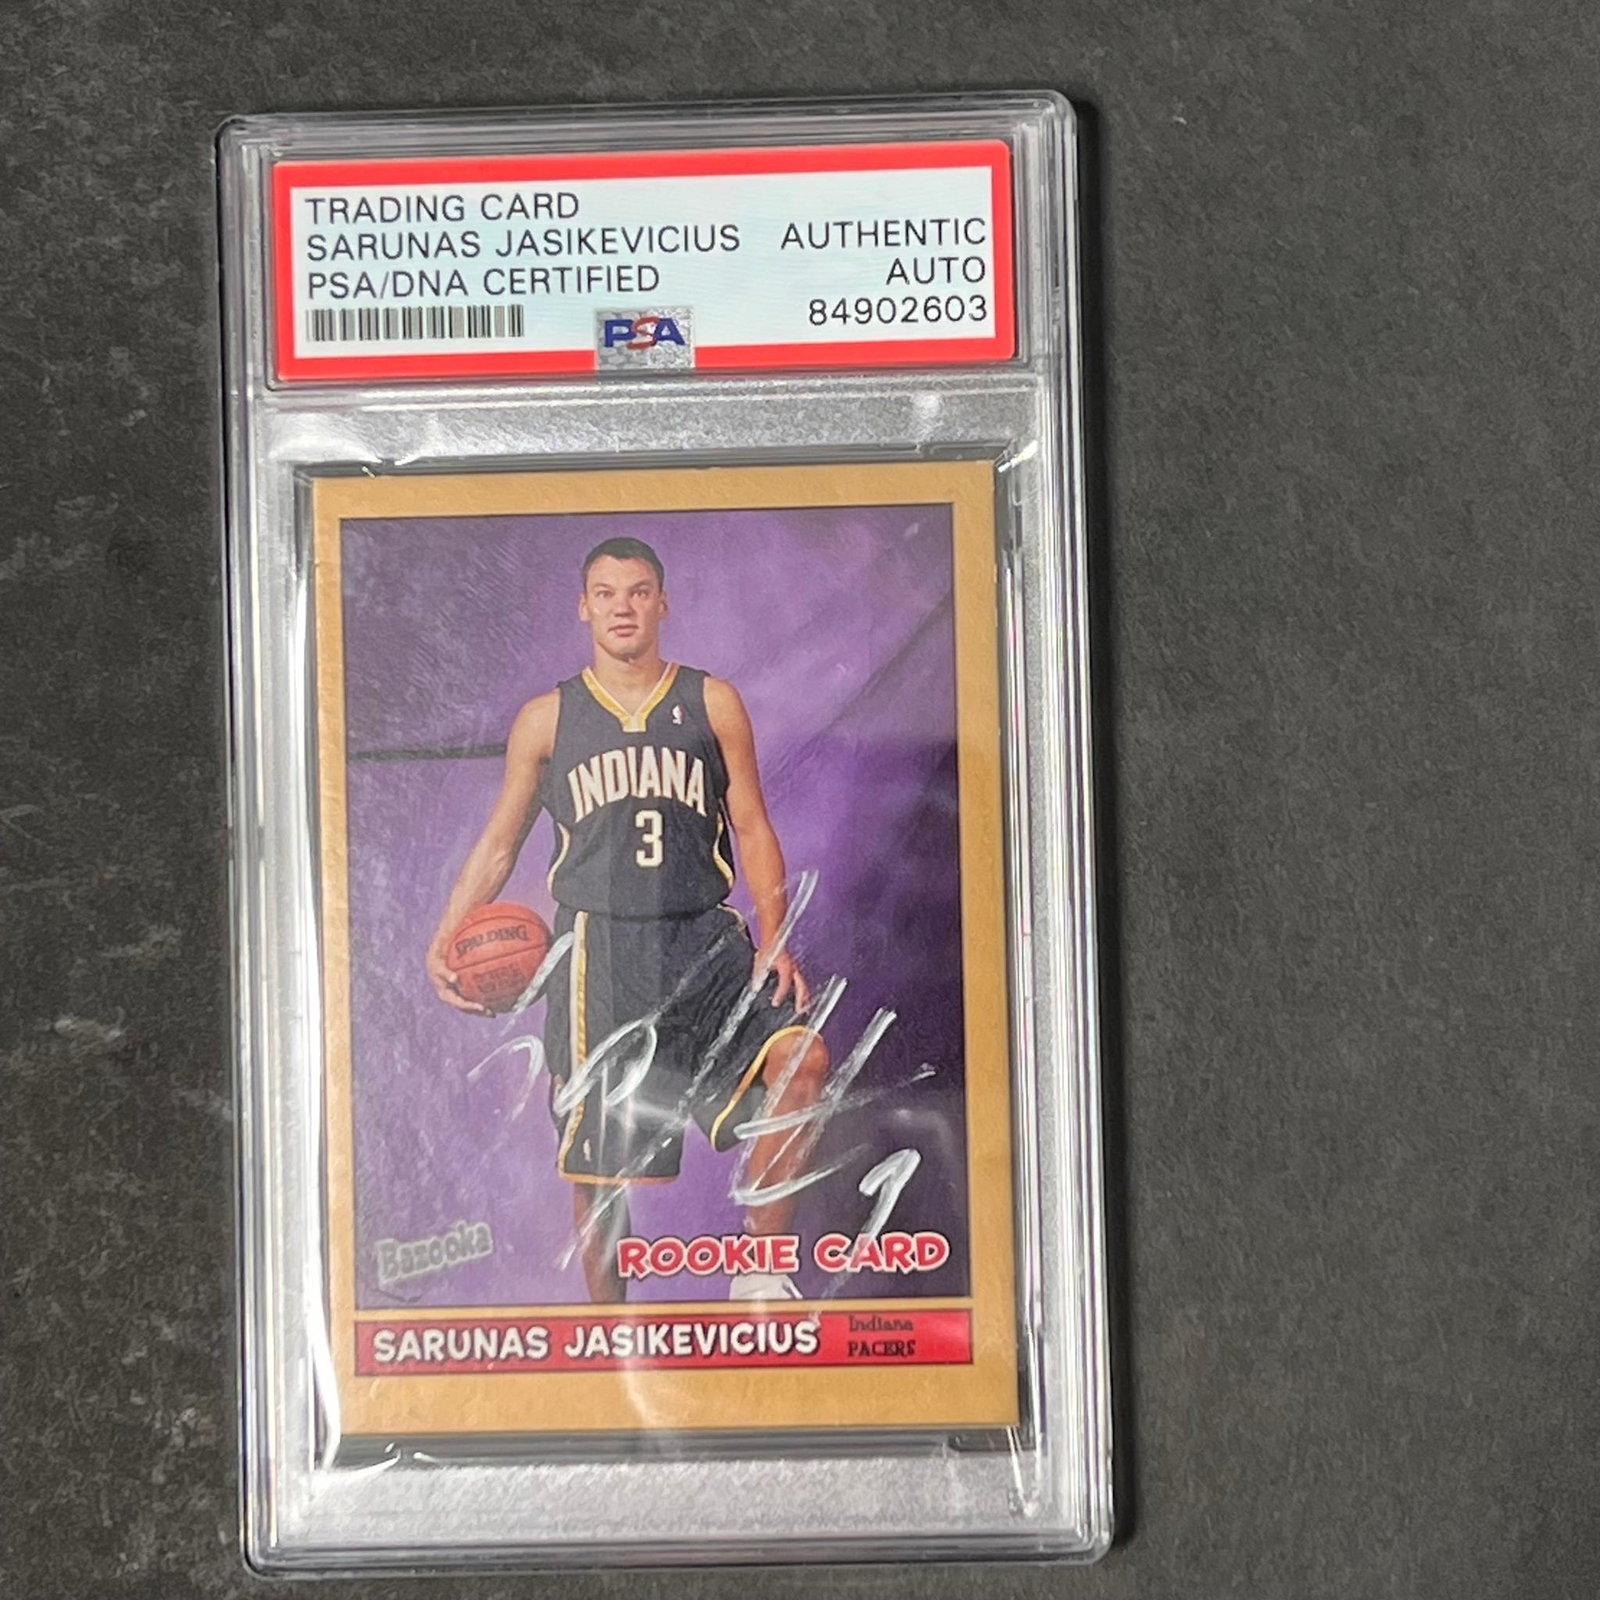 TRADING CARD
SARUNAS JASIKEVICIUS AUTHENTIC
PSA/DNA CERTIFIED AUTO
84902603
PSA
INDIANA
3
SPALDING
9
Bazooka
ROOKIE CARD
SARUNAS JASIKEVICIUS
Indiana
PACERS